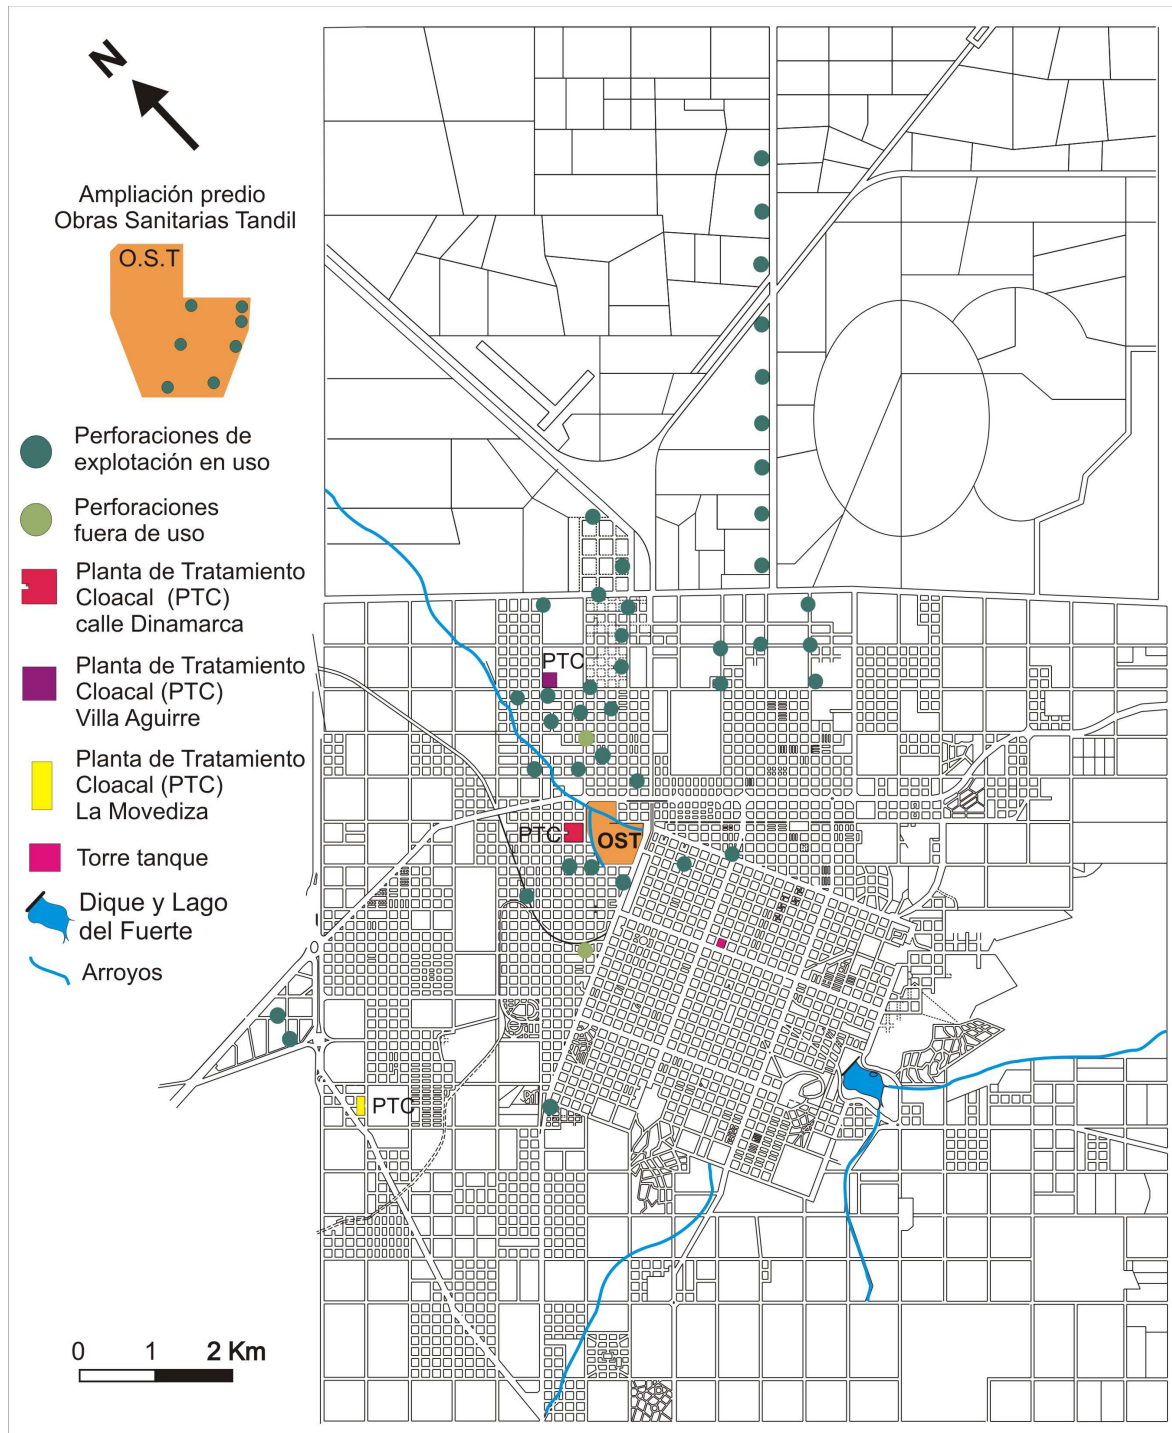 N
Ampliación predio
Obras Sanitarias Tandil
O.S.T
Perforaciones de
explotación en uso
Perforaciones
fuera de uso
Planta de Tratamiento
Cloacal (PTC)
calle Dinamarca
Planta de Tratamiento
Cloacal (PTC)
Villa Aguirre
Planta de Tratamiento
Cloacal (PTC)
La Movediza
Torre tanque
Dique y Lago
del Fuerte
Arroyos
0 1 2 Km
PTC
PTC
OST
PTC